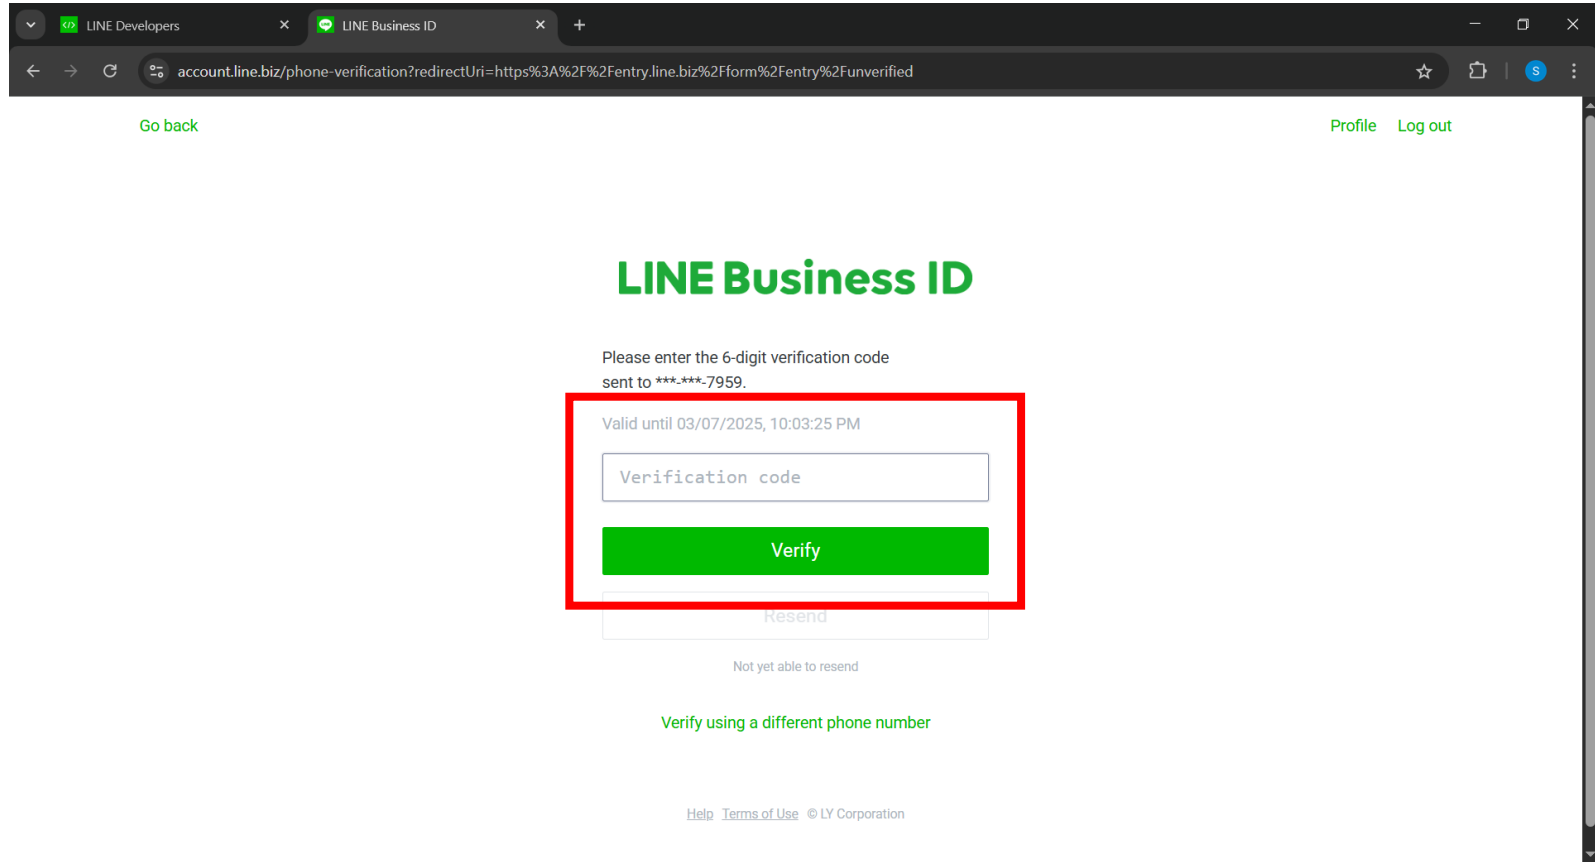 LINE Developers
LINE Business ID
account.line.biz/phone-verification?redirectUri=https%3A%2F%2Fentry.line.biz%2Fform%2Fentry%2Funverified
S
Go back
Profile Log out
LINE Business ID
Please enter the 6-digit verification code
sent to ***-***-7959.
Valid until 03/07/2025, 10:03:25 PM
Verification code
Verify
Resend
Not yet able to resend
Verify using a different phone number
Help Terms of Use © LY Corporation